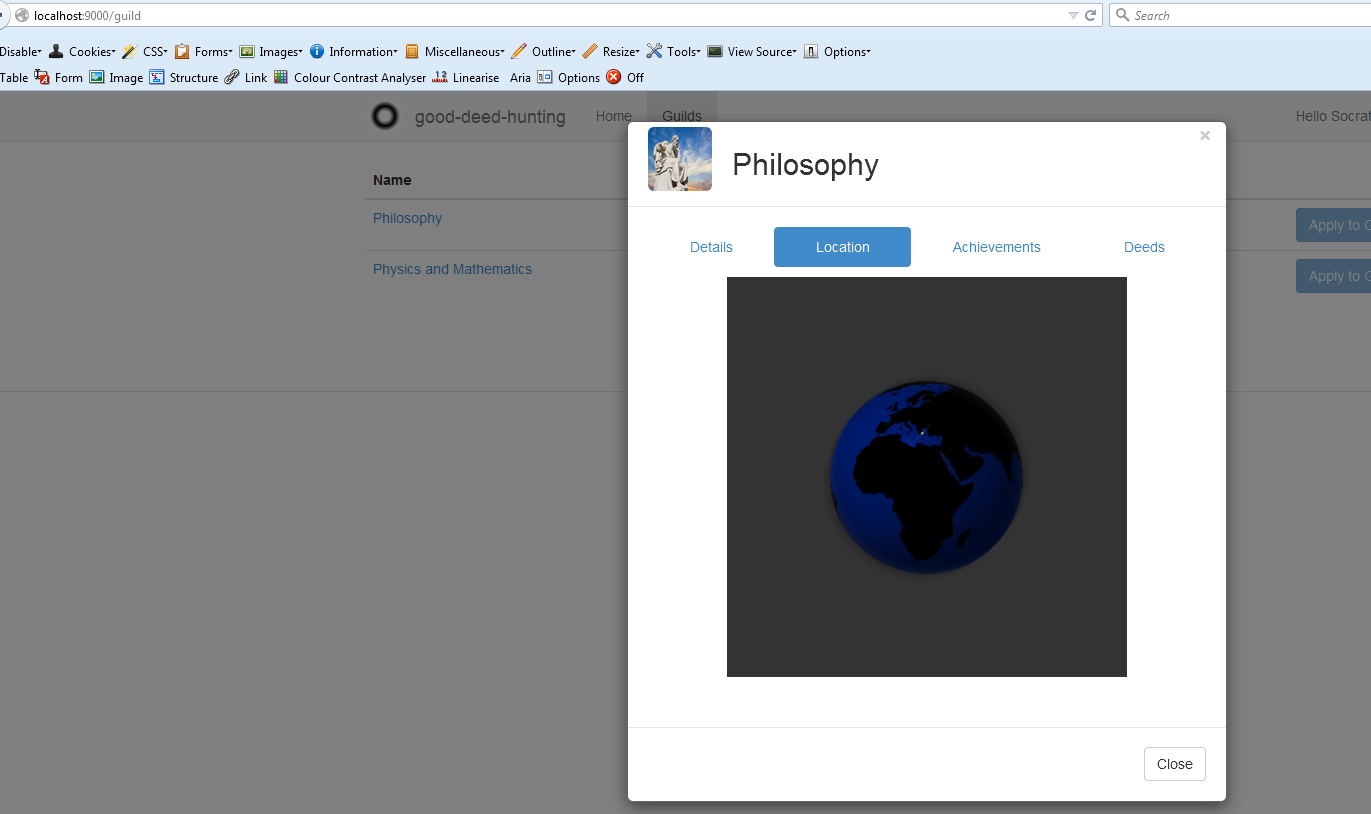 localhost:9000/guild
Search
Disable Cookies CSS Forms Images Information Miscellaneous Outline Resize Tools View Source Options
Table Form Image Structure Link Colour Contrast Analyser Linearise Aria Options Off
good-deed-hunting Home Guilds Hello Socrat
×
Philosophy
Name
Philosophy
Apply to G
Physics and Mathematics
Apply to G
Details Location Achievements Deeds
Close